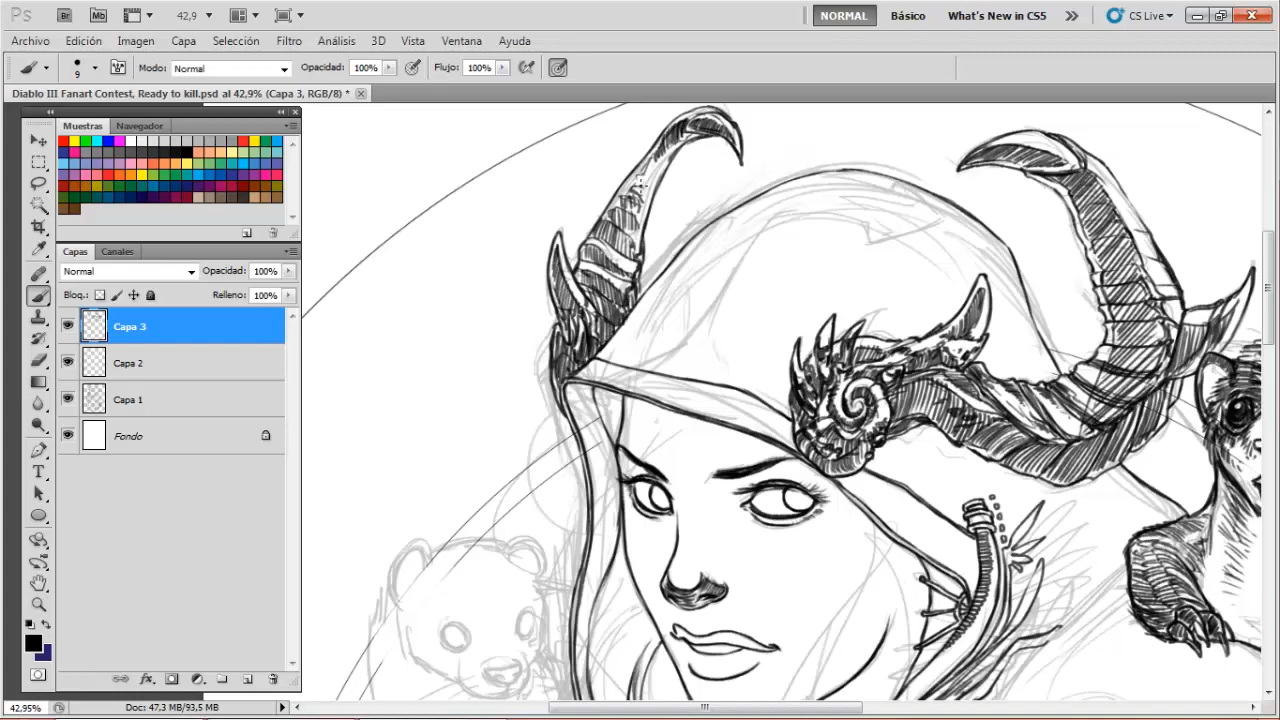 Ps Br Mb 42,9 NORMAL Básico What's New in CS5 CS Live
Archivo Edición Imagen Capa Selección Filtro Análisis 3D Vista Ventana Ayuda
9 Modo: Normal Opacidad: 100% Flujo: 100%
Diablo III Fanart Contest, Ready to kill.psd al 42,9% (Capa 3, RGB/8) *
Muestras Navegador
Capas Canales
Normal Opacidad: 100%
Bloq.: Relleno: 100%
Capa 3
Capa 2
Capa 1
Fondo
T
fx
42,95% Doc: 47,3 MB/93,5 MB